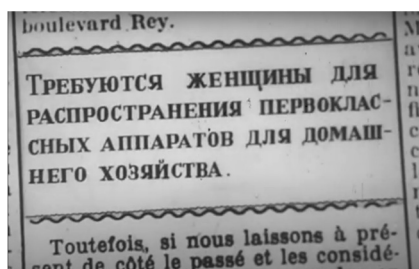 boulevard Rey.
ТРЕБУЮТСЯ ЖЕНЩИНЫ ДЛЯ
РАСПРОСТРАНЕНИЯ ПЕРВОКЛАС-
СНЫХ АППАРАТОВ ДЛЯ ДОМАШ-
НЕГО ХОЗЯЙСТВА.
Toutefois, si nous laissons à pré-
sent de côté le passé et les considé-